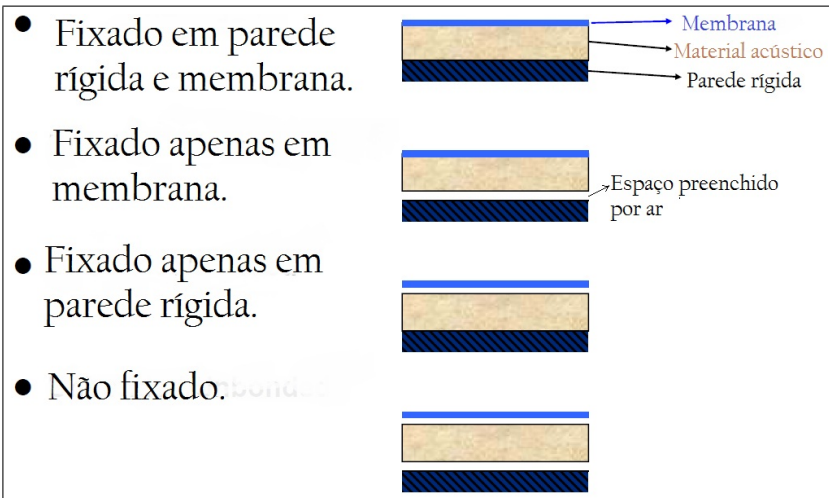 Fixado em parede
rígida e membrana.
Membrana
Material acústico
Parede rígida
Fixado apenas em
membrana.
Espaço preenchido
por ar
Fixado apenas em
parede rígida.
Não fixado.